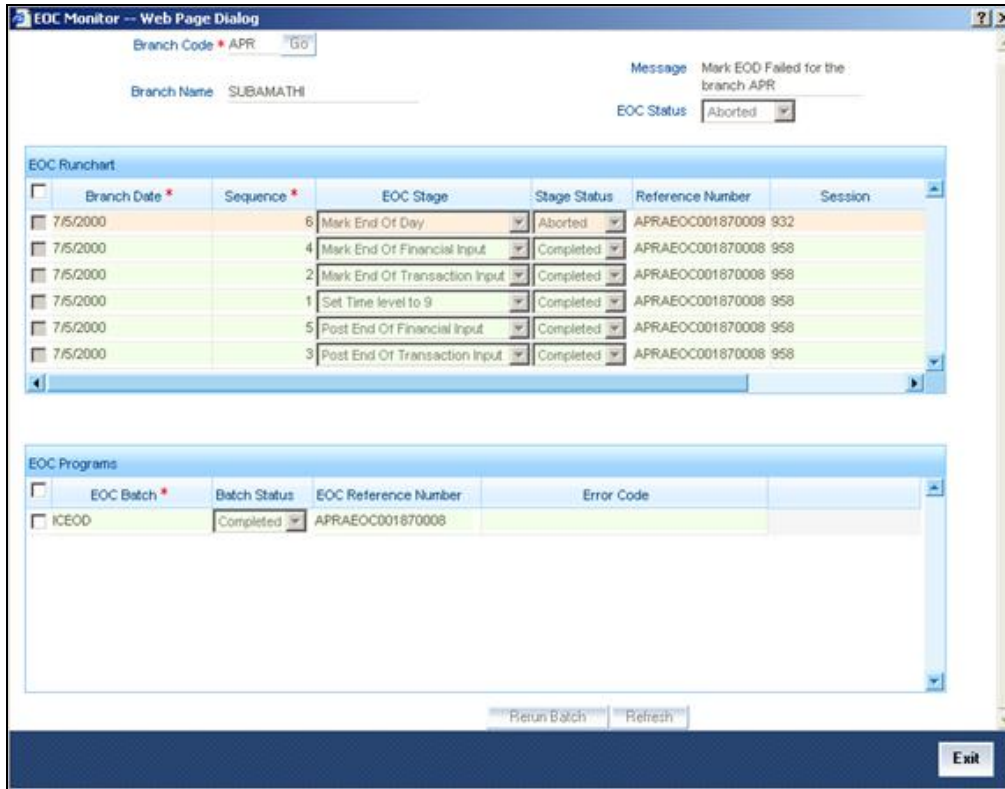 EOC Monitor -- Web Page Dialog
Branch Code * APR Go
Message Mark EOD Failed for the branch APR
Branch Name SUBAMATHI
EOC Status Aborted
EOC Runchart
Branch Date * Sequence * EOC Stage Stage Status Reference Number Session
7/5/2000 6 Mark End Of Day Aborted APRAEOC001870009 932
7/5/2000 4 Mark End Of Financial Input Completed APRAEOC001870008 958
7/5/2000 2 Mark End Of Transaction Input Completed APRAEOC001870008 958
7/5/2000 1 Set Time level to 9 Completed APRAEOC001870008 958
7/5/2000 5 Post End Of Financial Input Completed APRAEOC001870008 958
7/5/2000 3 Post End Of Transaction Input Completed APRAEOC001870008 958
EOC Programs
EOC Batch * Batch Status EOC Reference Number Error Code
ICEOD Completed APRAEOC001870008
Rerun Batch Refresh
Exit